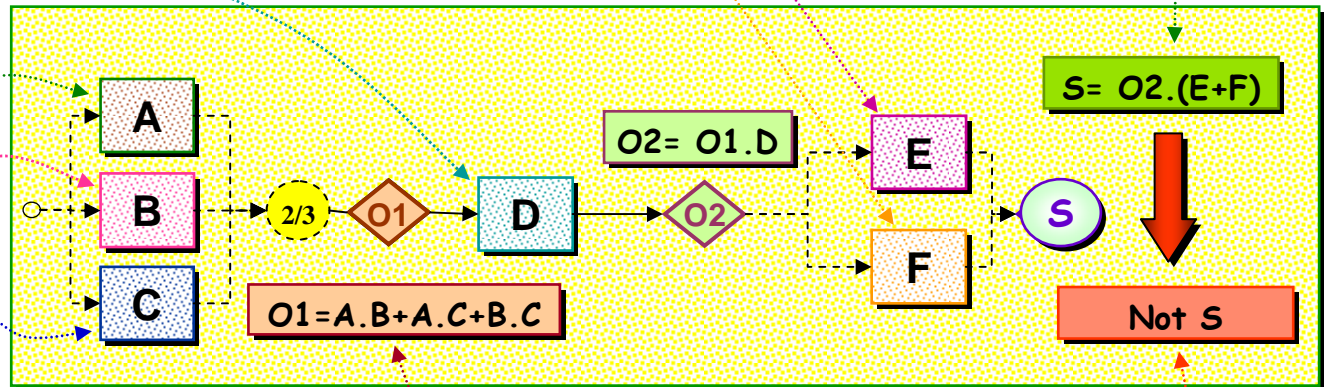 A
B
C
2/3
O1
O1=A.B+A.C+B.C
D
O2= O1.D
O2
E
F
S
S= O2.(E+F)
Not S